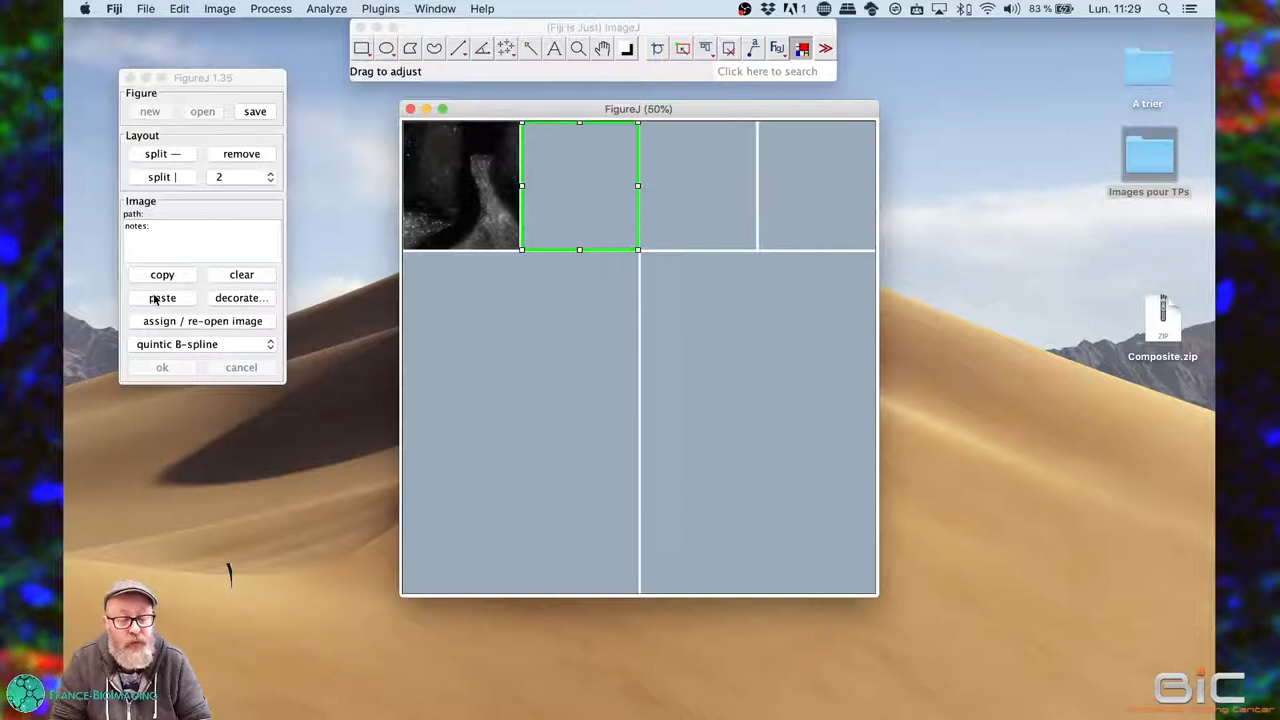 Fiji File Edit Image Process Analyze Plugins Window Help
1 83 % Lun. 11:29
(Fiji Is Just) ImageJ
Drag to adjust
Click here to search
FigureJ 1.35
Figure
new open save
Layout
split — remove
split | 2
Image
path:
notes:
copy clear
paste decorate...
assign / re-open image
quintic B-spline
ok cancel
FigureJ (50%)
A trier
Images pour TPs
ZIP
Composite.zip
FRANCE-BIOIMAGING
BIC